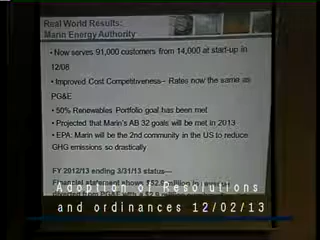 Real World Results:
Marin Energy Authority
• Now serves 91,000 customers from 14,000 at start-up in
12/08
• Improved Cost Competitiveness-- Rates now the same as
PG&E
• 50% Renewables Portfolio goal has been met
• Projected that Marin's AB 32 goals will be met in 2013
• EPA: Marin will be the 2nd community in the US to reduce
GHG emissions so drastically
FY 2012/13 ending 3/31/13 status—
Financial statement shows
Adoption of Resolutions
and ordinances 12/02/13